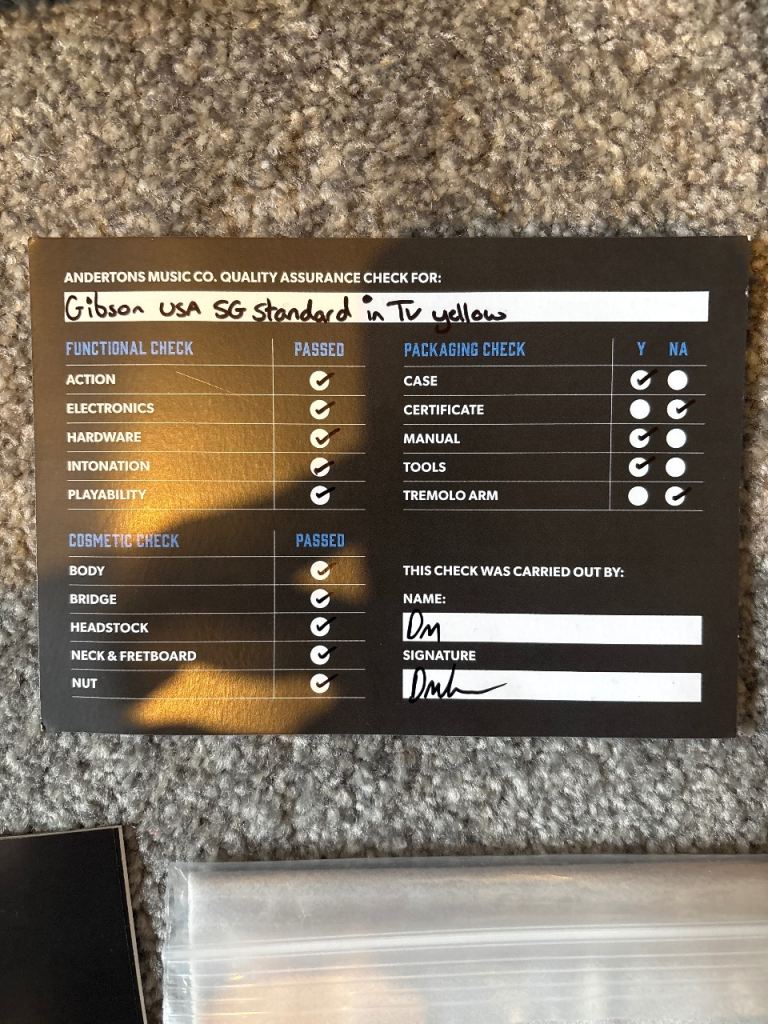 ANDERTONS MUSIC CO. QUALITY ASSURANCE CHECK FOR:
Gibson USA SG Standard in TV yellow
FUNCTIONAL CHECK PASSED
ACTION
ELECTRONICS
HARDWARE
INTONATION
PLAYABILITY
COSMETIC CHECK PASSED
BODY
BRIDGE
HEADSTOCK
NECK & FRETBOARD
NUT
PACKAGING CHECK Y NA
CASE
CERTIFICATE
MANUAL
TOOLS
TREMOLO ARM
THIS CHECK WAS CARRIED OUT BY:
NAME:
SIGNATURE